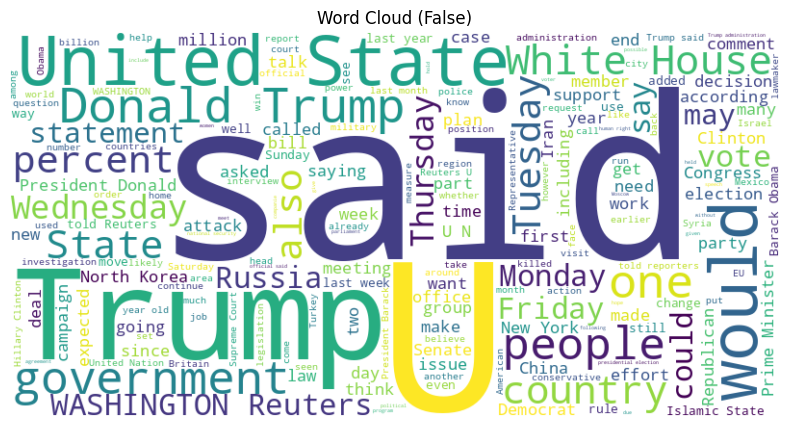 Word Cloud (False)
United State
White House
Donald Trump
said
million
talk
last year
case
end
comment
billion
help
report
court
Trump said
administration
Trump administration
Obama
among
world
official
WASHINGTON
question
way
win
see
power
last month
police
know
member
support
use
city
added
decision
according
lawmaker
statement
called
bill
military
plan
say
may
many
Israel
percent
number
countries
well
Sunday
position
request
like
call
back
year
Clinton
vote
President Donald
order
home
asked
saying
interview
Thursday
Tuesday
region
Reuters U
Representative
however
Iran
including
human right
run
get
need
work
Congress
Mexico
Barack Obama
Wednesday
used
told Reuters
attack
also
part
measure
whether
time
U N
first
face
election
earlier
party
Syria
given
without
held
new
State
week
already
parliament
investigation
move
likely
Saturday
head
official said
meeting
take
killed
visit
told reporters
would
EU
Trump
North Korea
area
Russia
last week
want
around
Monday
one
month
action
put
deal
continue
year old
much
job
Turkey
office
group
Friday
made
change
Hillary Clinton
campaign
expected
going
since
set
Supreme Court
legislation
two
come
President Barack
make
believe
New York
still
Republican
Prime Minister
could
people
following
presidential election
government
United Nation
Britain
law
day
think
seen
Senate
issue
another
even
U
American
China
conservative
effort
country
WASHINGTON Reuters
agreement
program
political
Democrat
rule
due
Islamic State